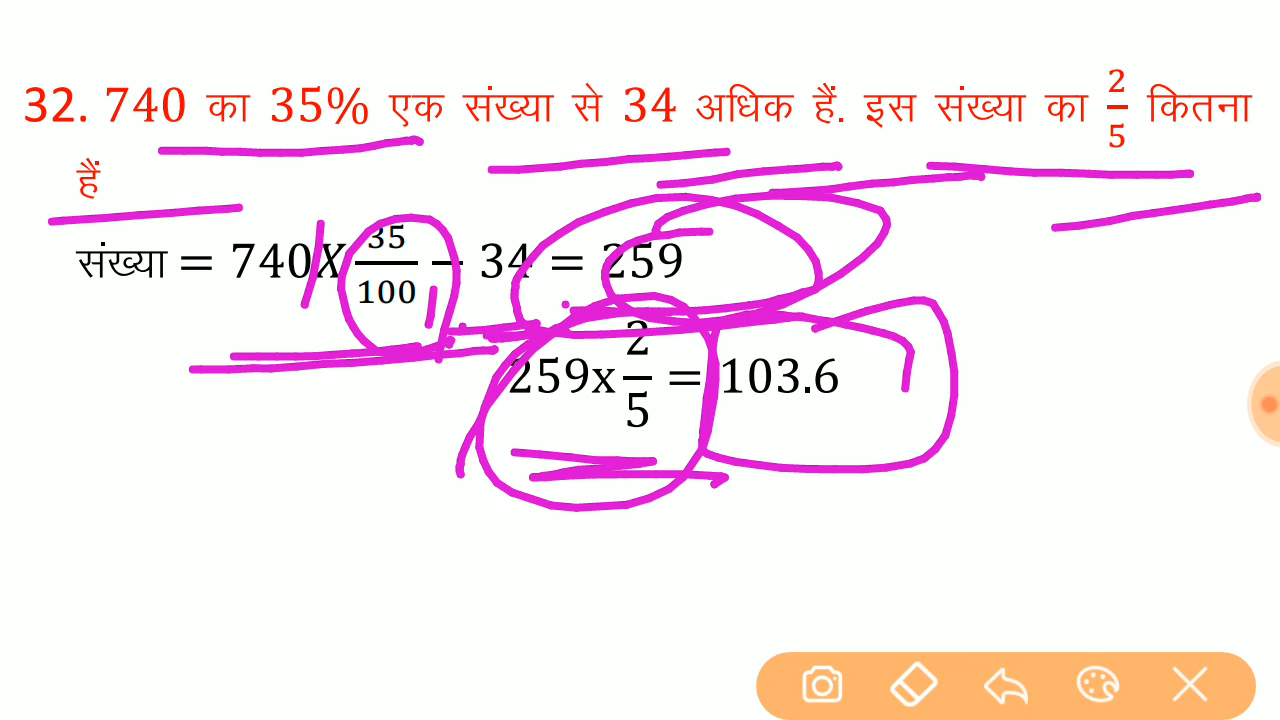 32. 740 का 35% एक संख्या से 34 अधिक हैं. इस संख्या का 2/5 कितना
हैं
संख्या = 740X 35/100 − 34 = 259
259x 2/5 = 103.6